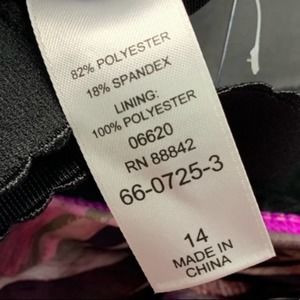 82% POLYESTER
18% SPANDEX
LINING:
100% POLYESTER
06620
RN 88842
66-0725-3
14
MADE IN
CHINA